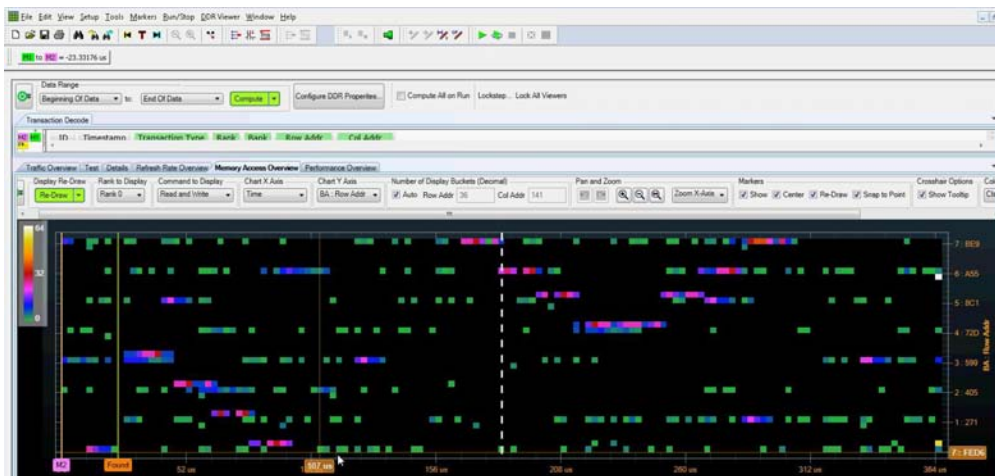 File Edit View Setup Tools Markers Run/Stop DDR Viewer Window Help
M1 to M2 = -23.33176 us
Data Range
Beginning Of Data to: End Of Data Compute Configure DDR Properties... Compute All on Run Lockstep... Lock All Viewers
Transaction Decode
M2 M1 ID Timestamp Transaction Type Rank Bank Row Addr Col Addr
Traffic Overview Test Details Refresh Rate Overview Memory Access Overview Performance Overview
Display Re-Draw Rank to Display Command to Display Chart X Axis Chart Y Axis Number of Display Buckets (Decimal) Pan and Zoom Markers Crosshair Options
Re-Draw Rank 0 Read and Write Time BA : Row Addr Auto Row Addr 36 Col Addr 141 Zoom X-Axis Show Center Re-Draw Snap to Point Show Tooltip
64
7 : BE9
32
6 : A55
0
5 : 8C1
4 : 72D
3 : 599
BA : Row Addr
2 : 405
1 : 271
7 : FED6
M2 Found 52 us 107 us 156 us 208 us 260 us 312 us 364 us